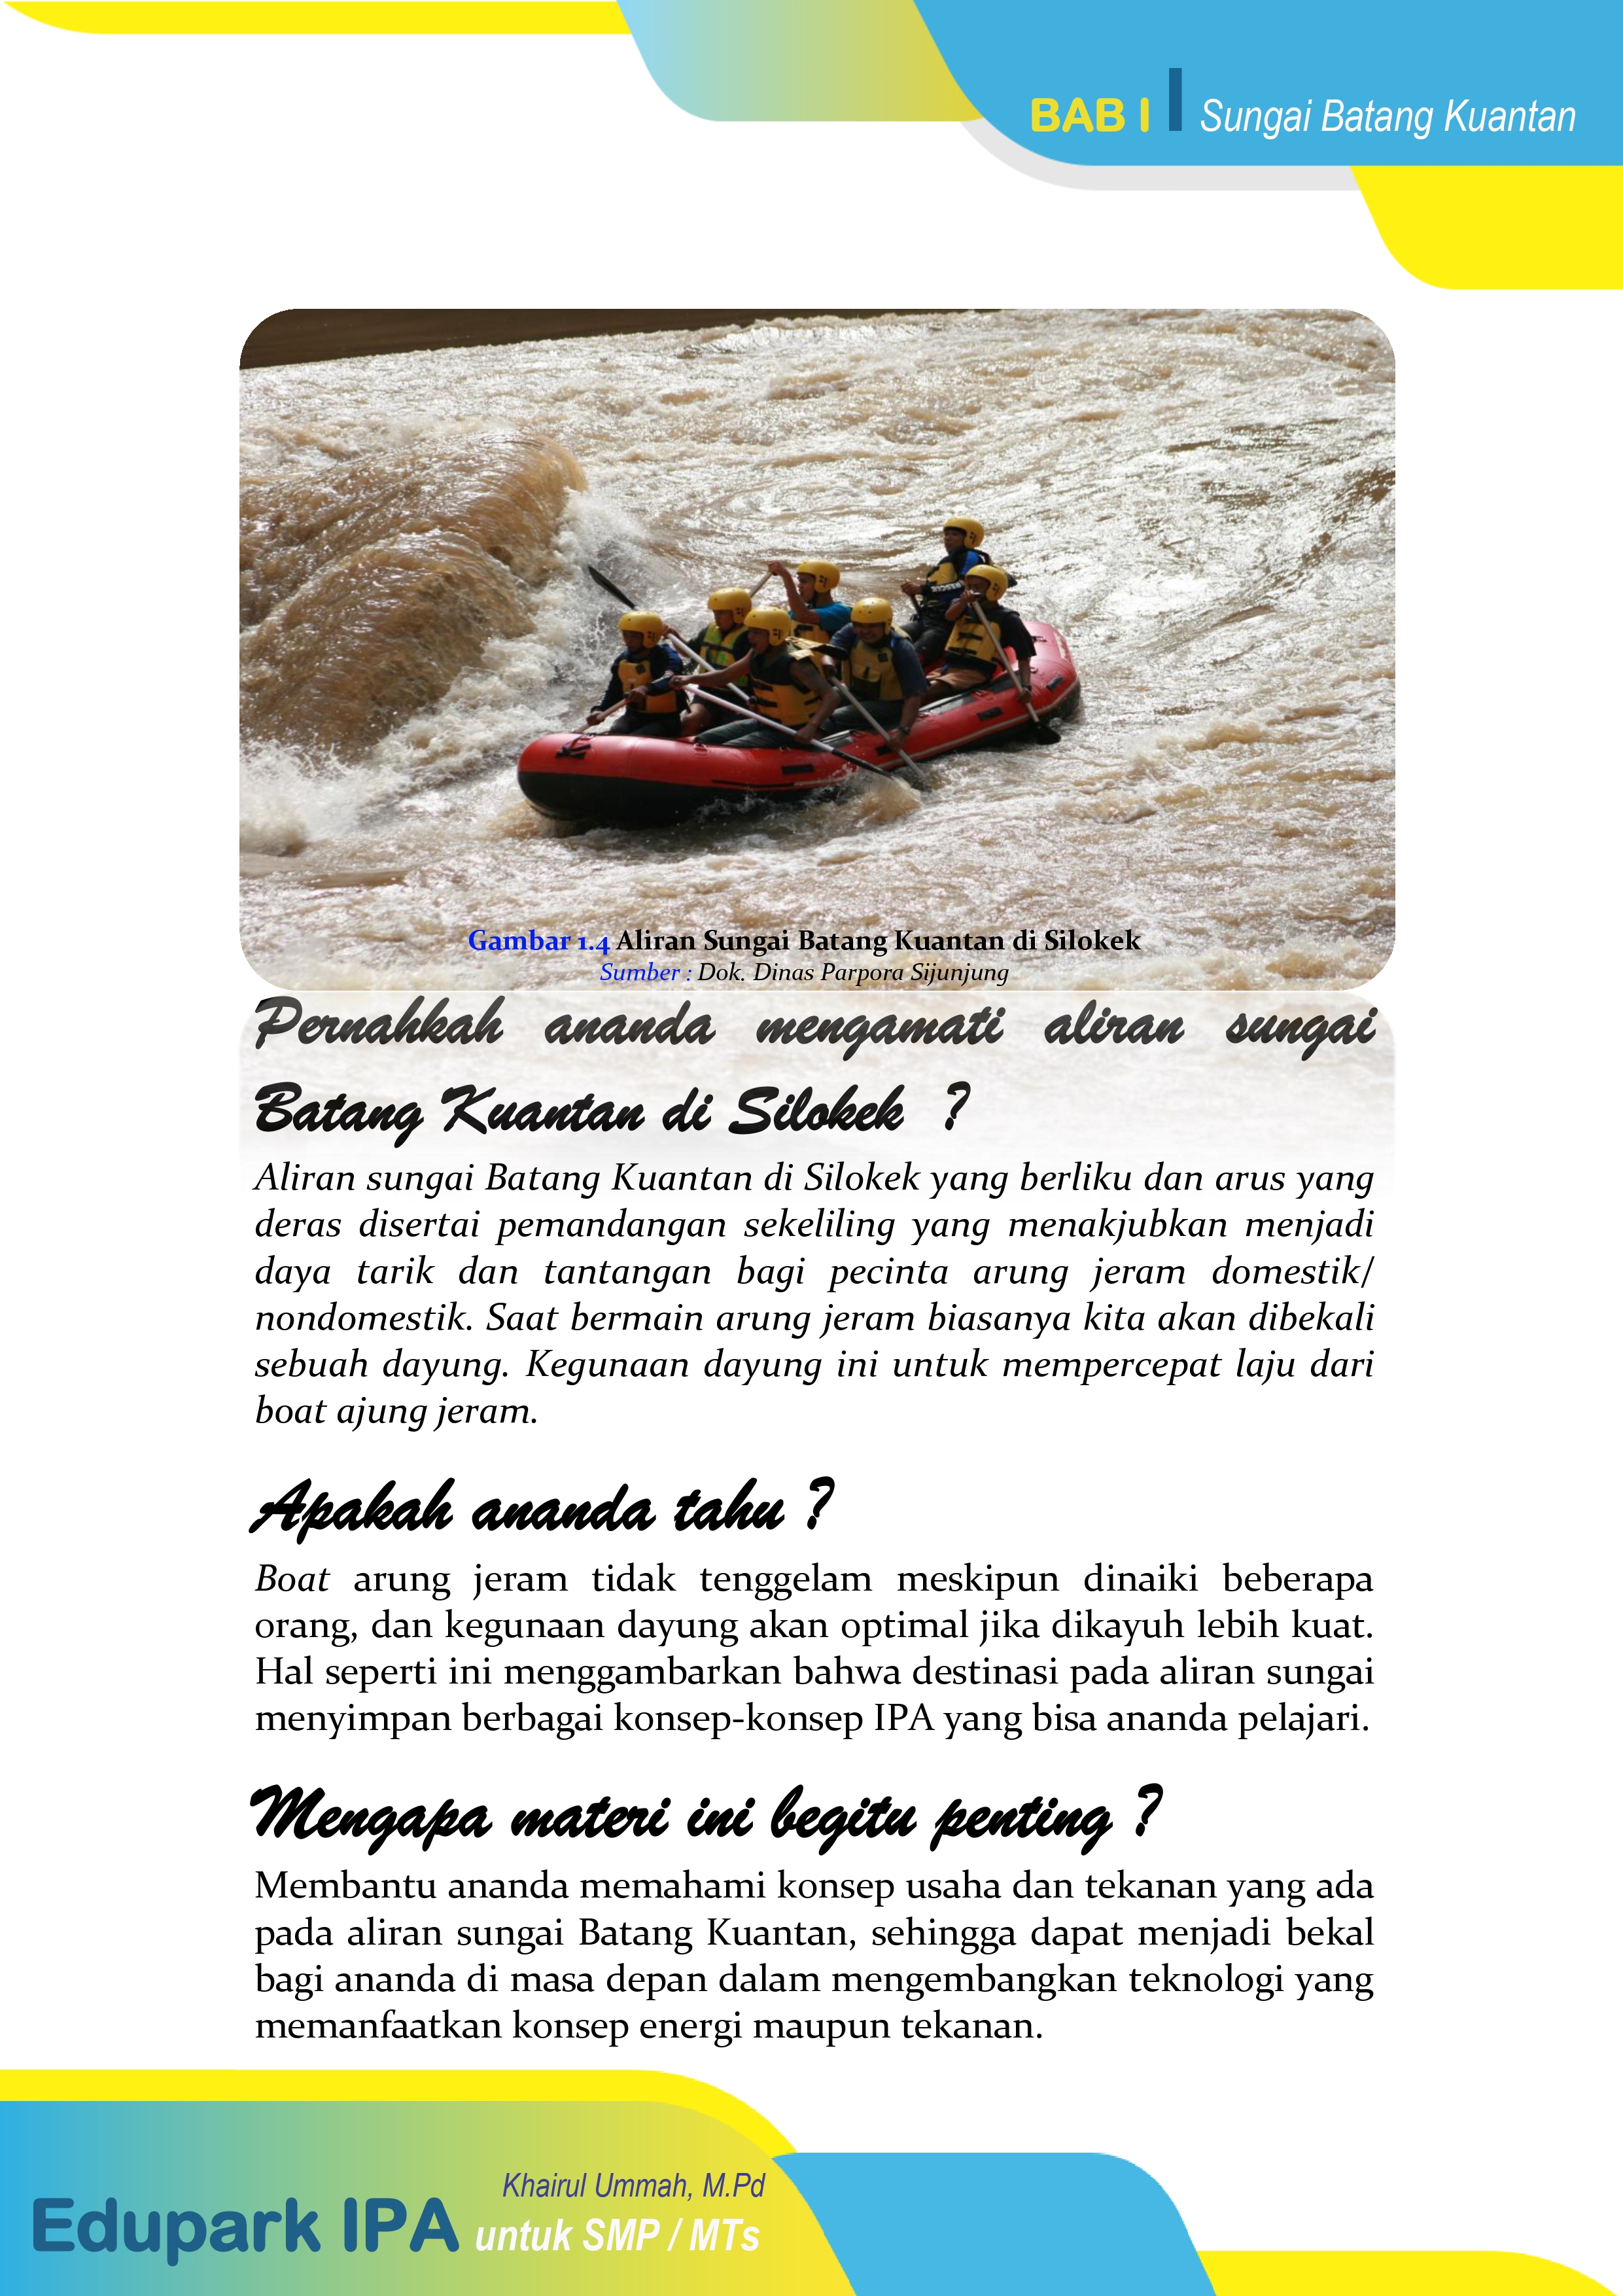 BAB I Sungai Batang Kuantan
Gambar 1.4 Aliran Sungai Batang Kuantan di Silokek
Sumber : Dok. Dinas Parpora Sijunjung
Pernahkah ananda mengamati aliran sungai
Batang Kuantan di Silokek ?
Aliran sungai Batang Kuantan di Silokek yang berliku dan arus yang
deras disertai pemandangan sekeliling yang menakjubkan menjadi
daya tarik dan tantangan bagi pecinta arung jeram domestik/
nondomestik. Saat bermain arung jeram biasanya kita akan dibekali
sebuah dayung. Kegunaan dayung ini untuk mempercepat laju dari
boat ajung jeram.
Apakah ananda tahu ?
Boat arung jeram tidak tenggelam meskipun dinaiki beberapa
orang, dan kegunaan dayung akan optimal jika dikayuh lebih kuat.
Hal seperti ini menggambarkan bahwa destinasi pada aliran sungai
menyimpan berbagai konsep-konsep IPA yang bisa ananda pelajari.
Mengapa materi ini begitu penting ?
Membantu ananda memahami konsep usaha dan tekanan yang ada
pada aliran sungai Batang Kuantan, sehingga dapat menjadi bekal
bagi ananda di masa depan dalam mengembangkan teknologi yang
memanfaatkan konsep energi maupun tekanan.
Khairul Ummah, M.Pd
Edupark IPA untuk SMP / MTs